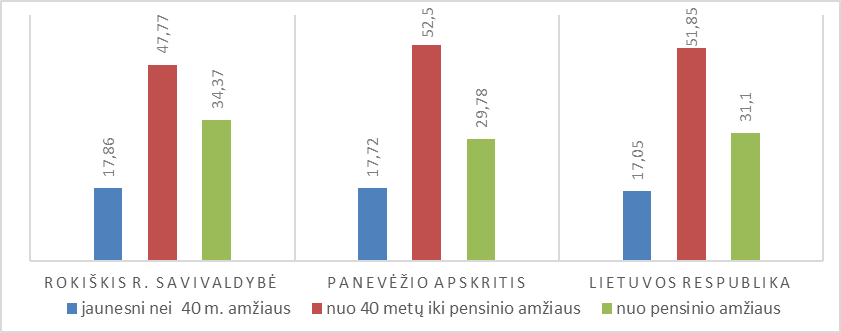 17,86
47,77
34,37
17,72
52,5
29,78
17,05
51,85
31,1
ROKIŠKIS R. SAVIVALDYBĖ
PANEVĖŽIO APSKRITIS
LIETUVOS RESPUBLIKA
jaunesni nei 40 m. amžiaus
nuo 40 metų iki pensinio amžiaus
nuo pensinio amžiaus